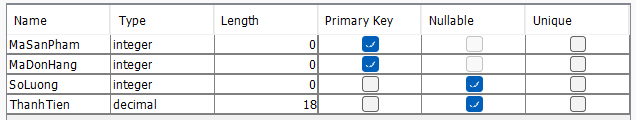 Name Type Length Primary Key Nullable Unique
MaSanPham integer 0
MaDonHang integer 0
SoLuong integer 0
ThanhTien decimal 18